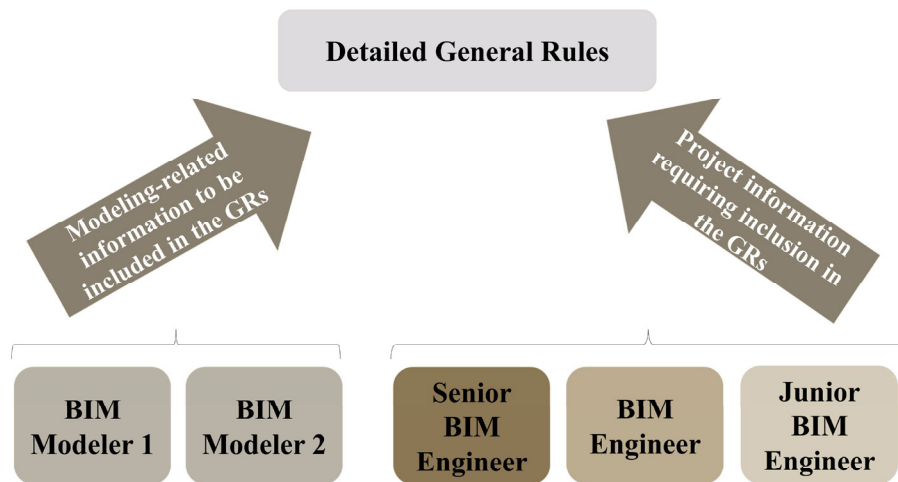 Detailed General Rules
Modeling-related
information to be
included in the GRs
Project information
requiring inclusion in
the GRs
BIM
Modeler 1
BIM
Modeler 2
Senior
BIM
Engineer
BIM
Engineer
Junior
BIM
Engineer